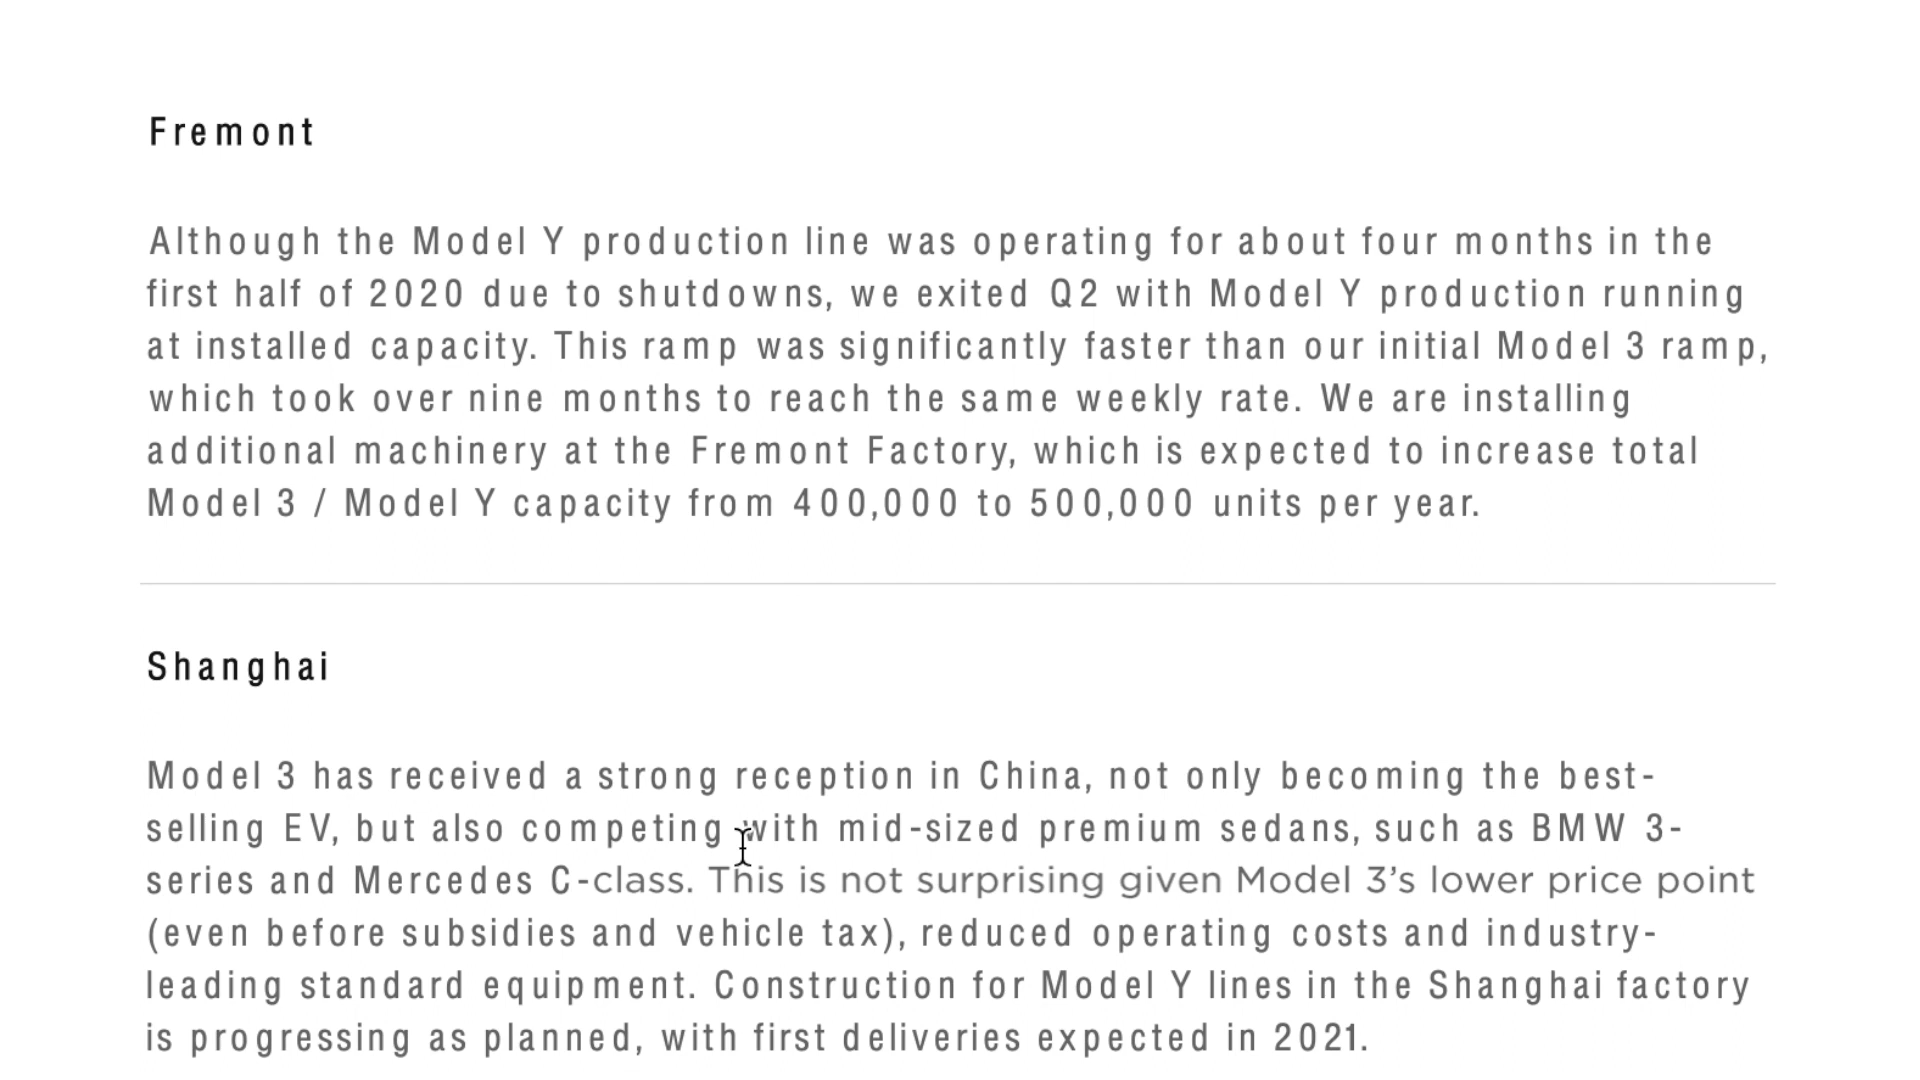 Fremont
Although the Model Y production line was operating for about four months in the
first half of 2020 due to shutdowns, we exited Q2 with Model Y production running
at installed capacity. This ramp was significantly faster than our initial Model 3 ramp,
which took over nine months to reach the same weekly rate. We are installing
additional machinery at the Fremont Factory, which is expected to increase total
Model 3 / Model Y capacity from 400,000 to 500,000 units per year.
Shanghai
Model 3 has received a strong reception in China, not only becoming the best-
selling EV, but also competing with mid-sized premium sedans, such as BMW 3-
series and Mercedes C-class. This is not surprising given Model 3’s lower price point
(even before subsidies and vehicle tax), reduced operating costs and industry-
leading standard equipment. Construction for Model Y lines in the Shanghai factory
is progressing as planned, with first deliveries expected in 2021.